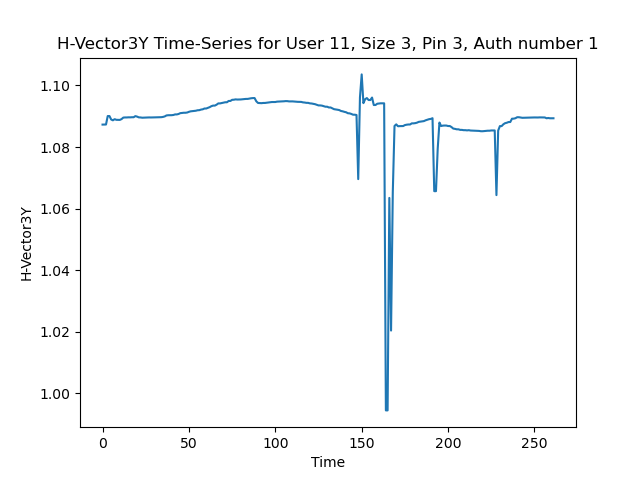 H-Vector3Y Time-Series for User 11, Size 3, Pin 3, Auth number 1
1.10
1.08
1.06
1.04
1.02
1.00
H-Vector3Y
0 50 100 150 200 250
Time